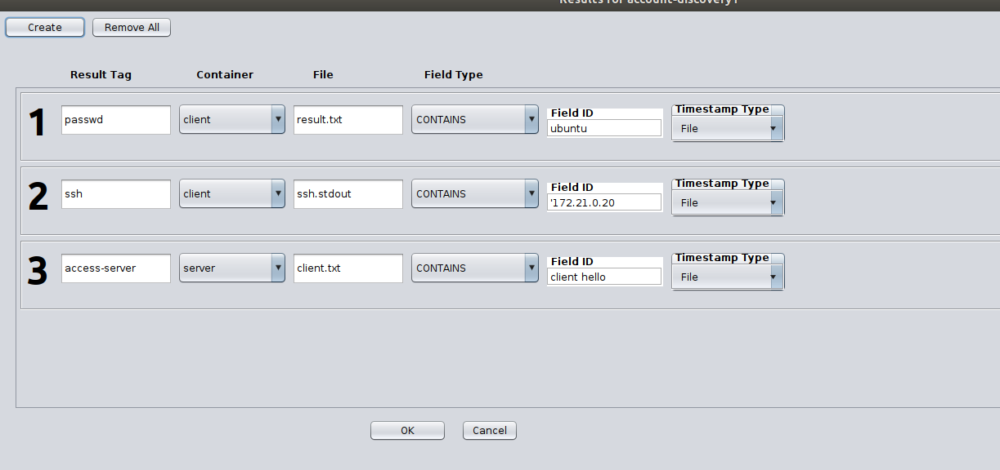 Results for account-discovery1
Create Remove All
Result Tag Container File Field Type
1 passwd client result.txt CONTAINS Field ID ubuntu Timestamp Type File
2 ssh client ssh.stdout CONTAINS Field ID '172.21.0.20 Timestamp Type File
3 access-server server client.txt CONTAINS Field ID client hello Timestamp Type File
OK Cancel